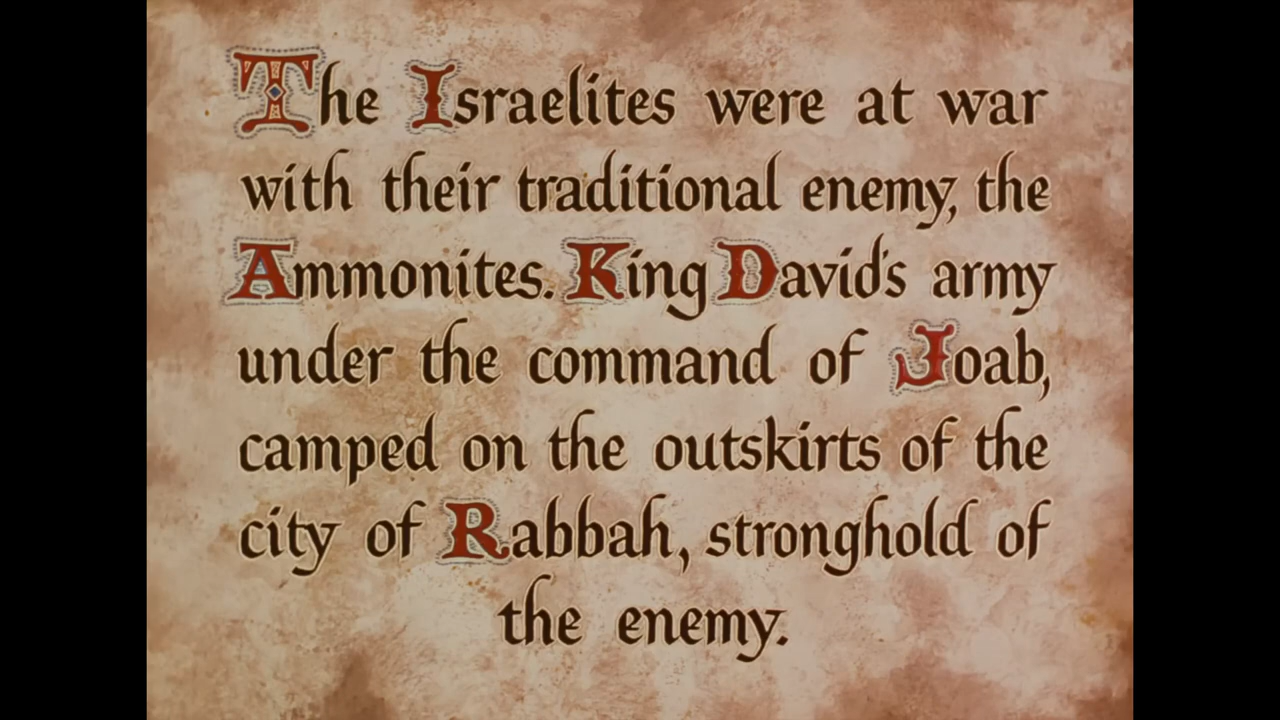 The Israelites were at war
with their traditional enemy, the
Ammonites. King David's army
under the command of Joab,
camped on the outskirts of the
city of Rabbah, stronghold of
the enemy.